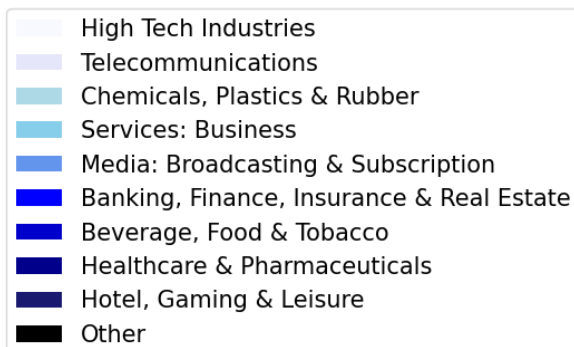 High Tech Industries
Telecommunications
Chemicals, Plastics & Rubber
Services: Business
Media: Broadcasting & Subscription
Banking, Finance, Insurance & Real Estate
Beverage, Food & Tobacco
Healthcare & Pharmaceuticals
Hotel, Gaming & Leisure
Other